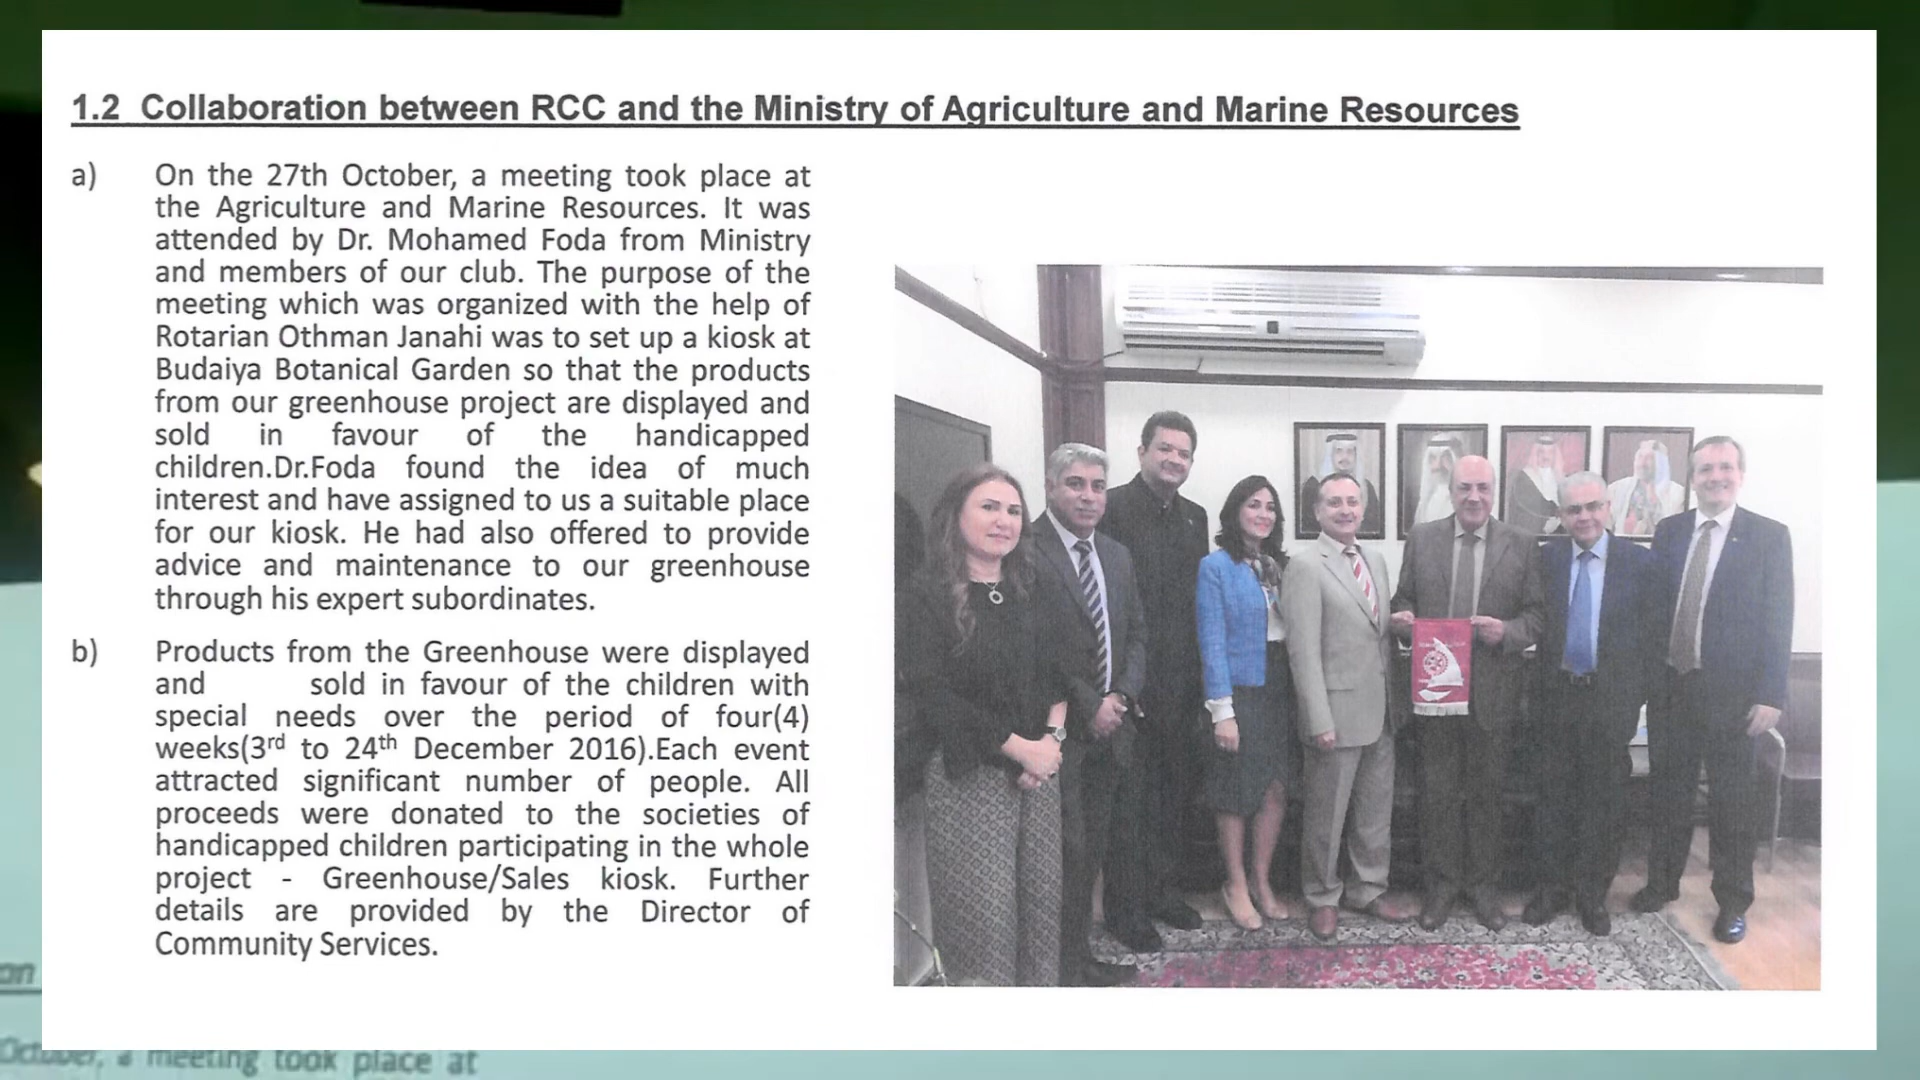 1.2 Collaboration between RCC and the Ministry of Agriculture and Marine Resources
a) On the 27th October, a meeting took place at
the Agriculture and Marine Resources. It was
attended by Dr. Mohamed Foda from Ministry
and members of our club. The purpose of the
meeting which was organized with the help of
Rotarian Othman Janahi was to set up a kiosk at
Budaiya Botanical Garden so that the products
from our greenhouse project are displayed and
sold in favour of the handicapped
children.Dr.Foda found the idea of much
interest and have assigned to us a suitable place
for our kiosk. He had also offered to provide
advice and maintenance to our greenhouse
through his expert subordinates.
b) Products from the Greenhouse were displayed
and sold in favour of the children with
special needs over the period of four(4)
weeks(3rd to 24th December 2016).Each event
attracted significant number of people. All
proceeds were donated to the societies of
handicapped children participating in the whole
project - Greenhouse/Sales kiosk. Further
details are provided by the Director of
Community Services.
on
October, a meeting took place at